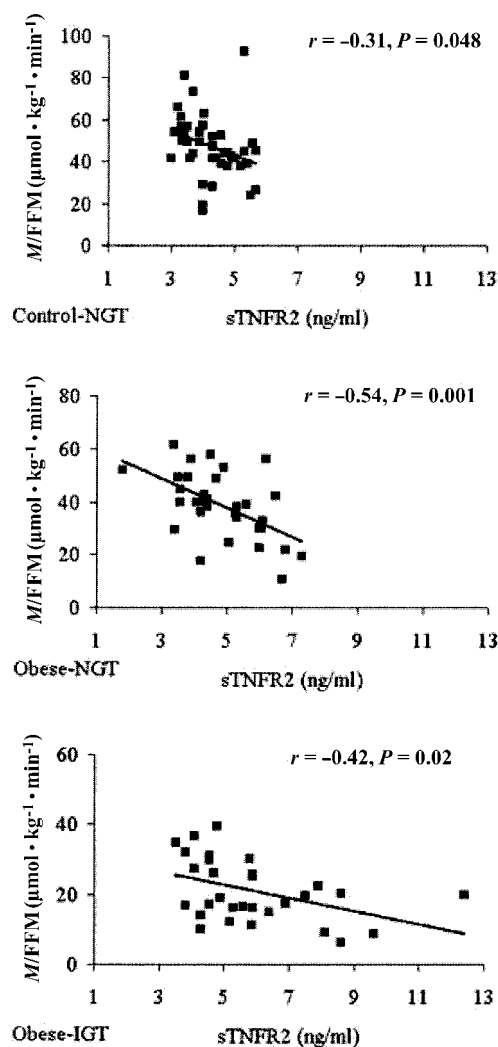 r = –0.31, P = 0.048
M/FFM (μmol • kg⁻¹ • min⁻¹)
100
80
60
40
20
0
1 3 5 7 9 11 13
Control-NGT sTNFR2 (ng/ml)
r = –0.54, P = 0.001
M/FFM (μmol • kg⁻¹ • min⁻¹)
80
60
40
20
0
1 3 5 7 9 11 13
Obese-NGT sTNFR2 (ng/ml)
r = –0.42, P = 0.02
M/FFM (μmol • kg⁻¹ • min⁻¹)
60
40
20
0
1 3 5 7 9 11 13
Obese-IGT sTNFR2 (ng/ml)